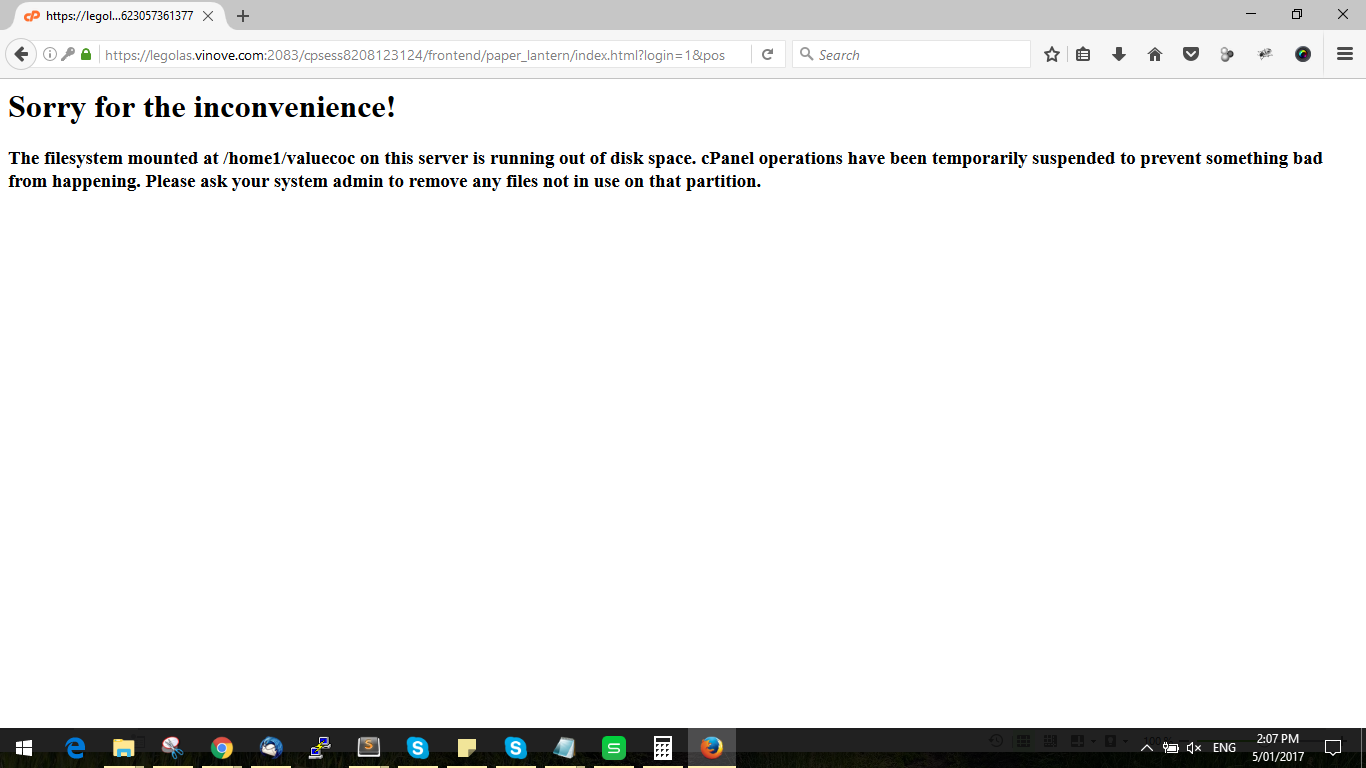 https://legol...623057361377
https://legolas.vinove.com:2083/cpsess8208123124/frontend/paper_lantern/index.html?login=1&pos
Search
Sorry for the inconvenience!
The filesystem mounted at /home1/valuecoc on this server is running out of disk space. cPanel operations have been temporarily suspended to prevent something bad
from happening. Please ask your system admin to remove any files not in use on that partition.
ENG
2:07 PM
5/01/2017